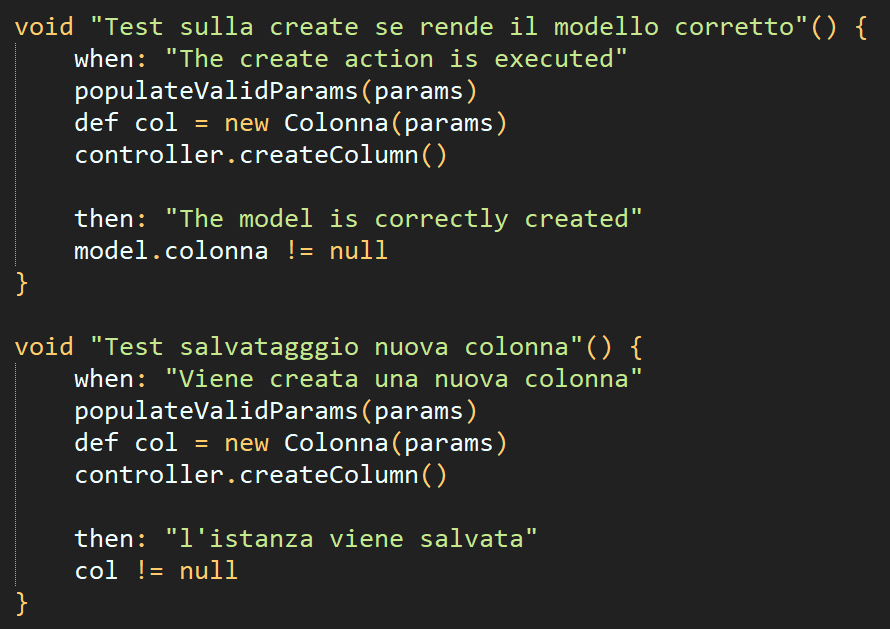 void "Test sulla create se rende il modello corretto"() {
when: "The create action is executed"
populateValidParams(params)
def col = new Colonna(params)
controller.createColumn()
then: "The model is correctly created"
model.colonna != null
}
void "Test salvatagggio nuova colonna"() {
when: "Viene creata una nuova colonna"
populateValidParams(params)
def col = new Colonna(params)
controller.createColumn()
then: "l'istanza viene salvata"
col != null
}